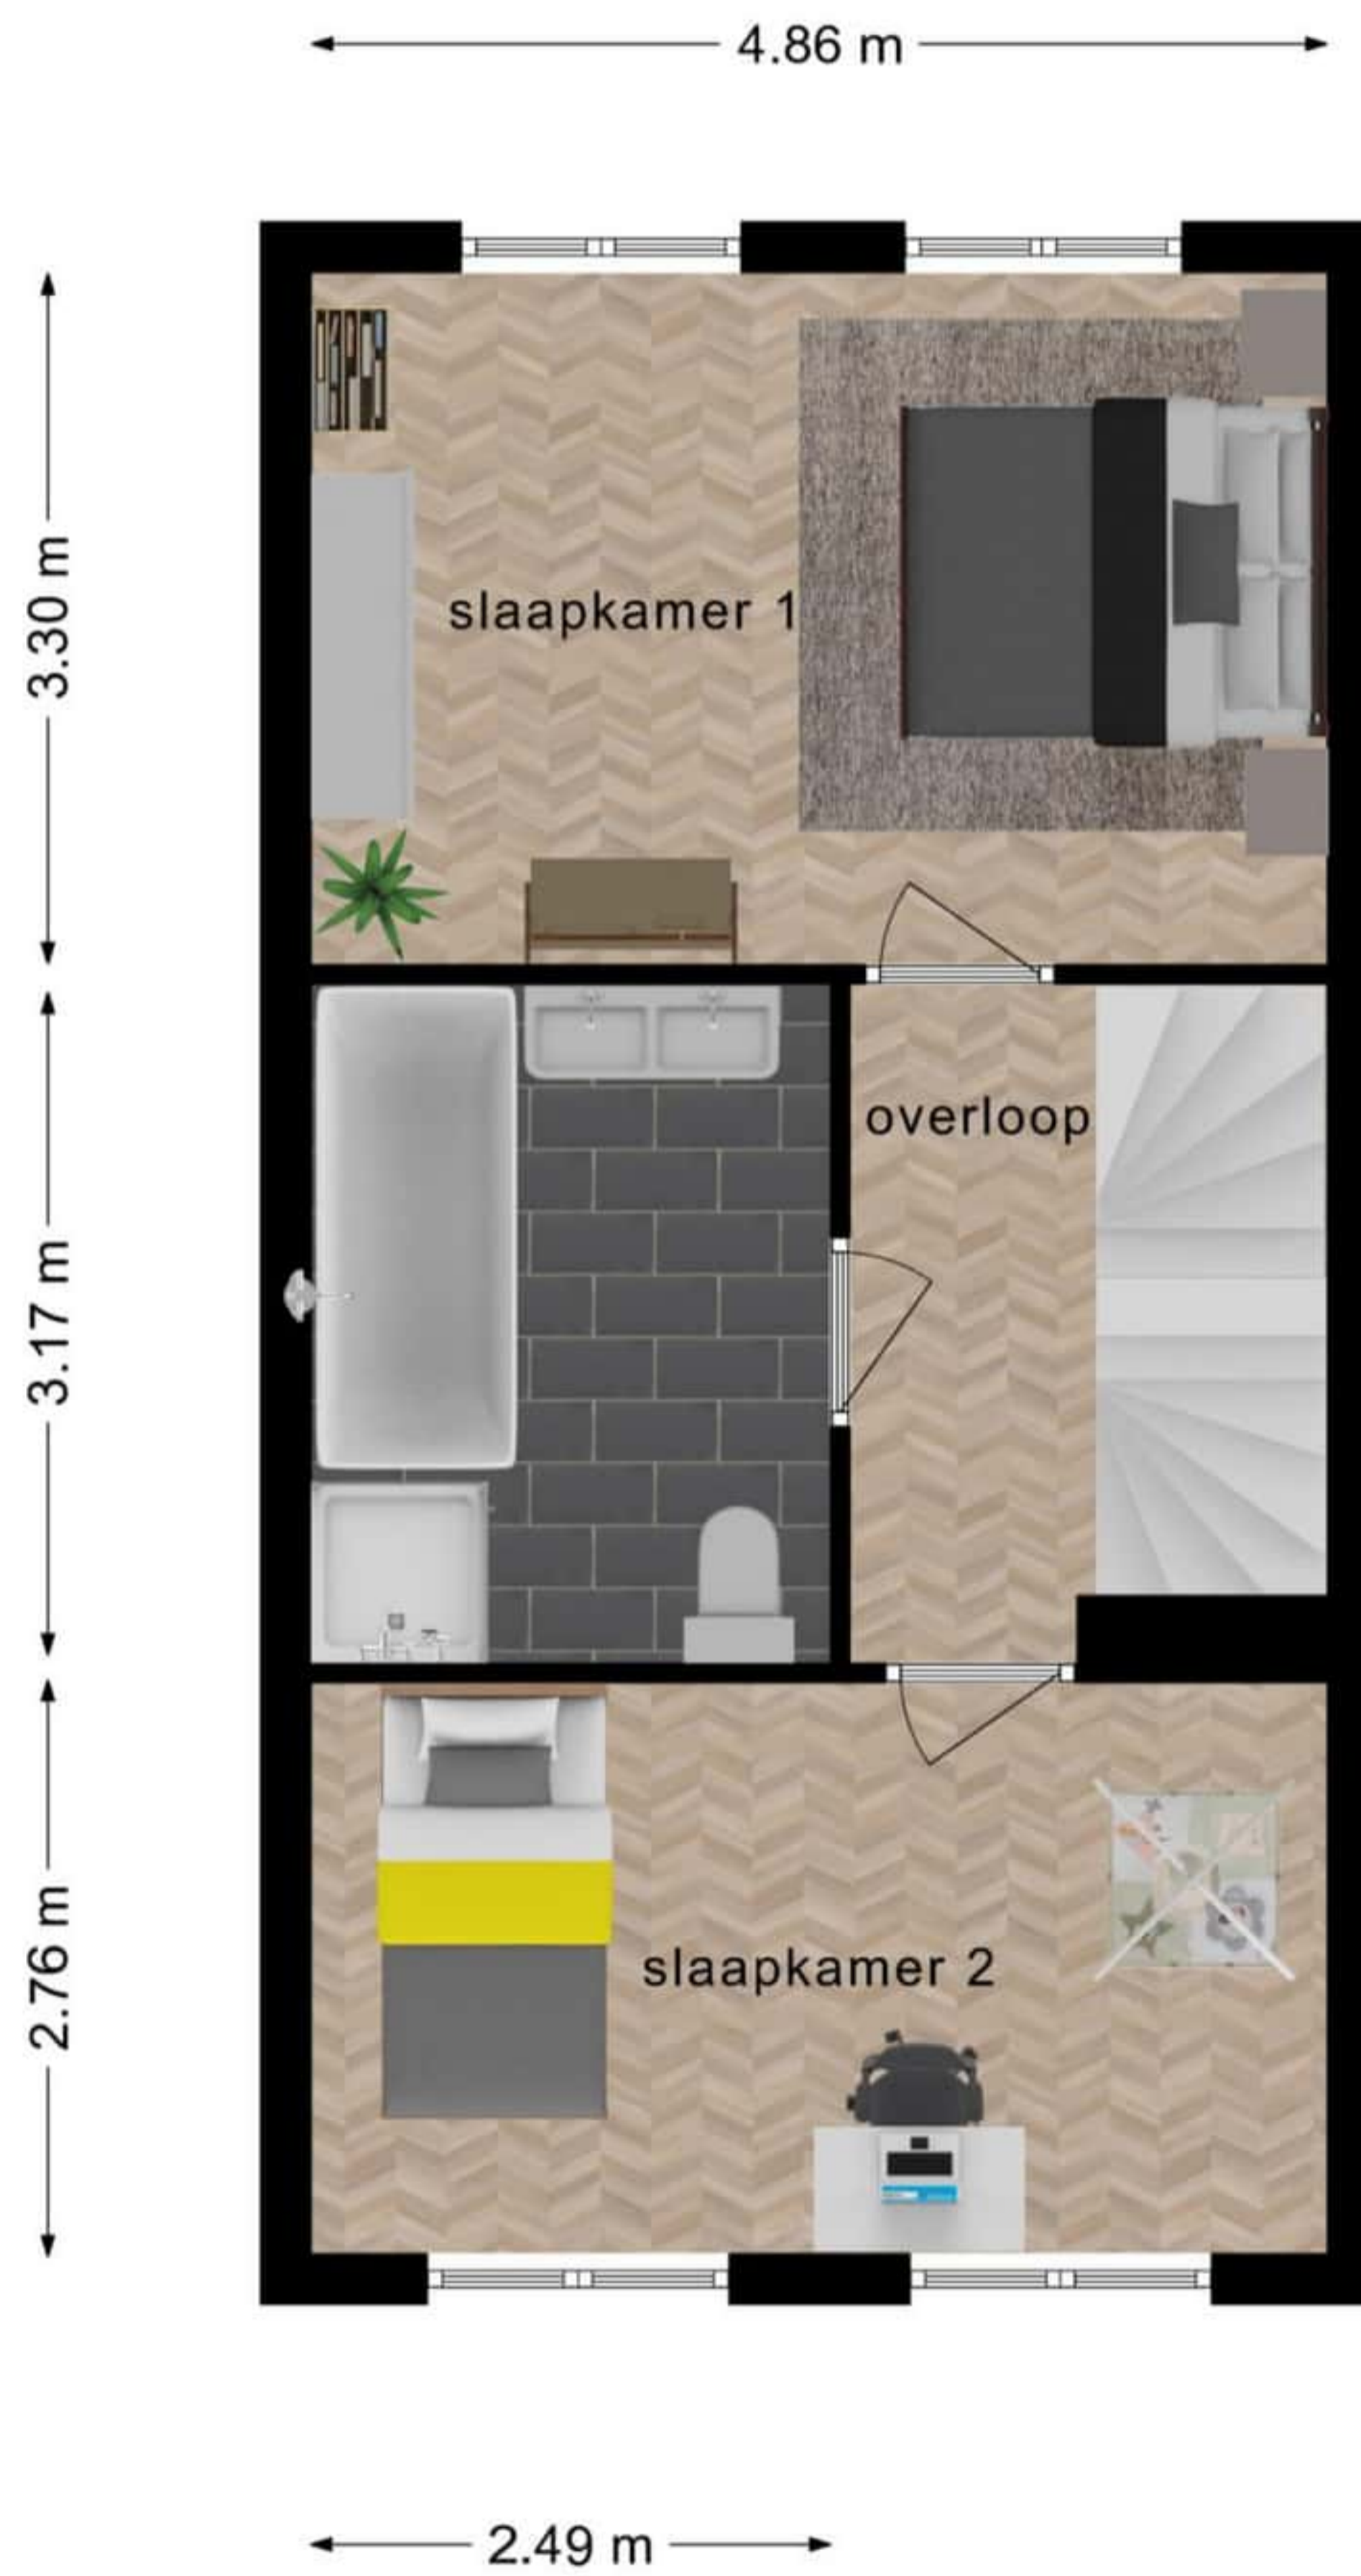 4.86 m
3.30 m
slaapkamer 1
overloop
3.17 m
2.76 m
slaapkamer 2
2.49 m